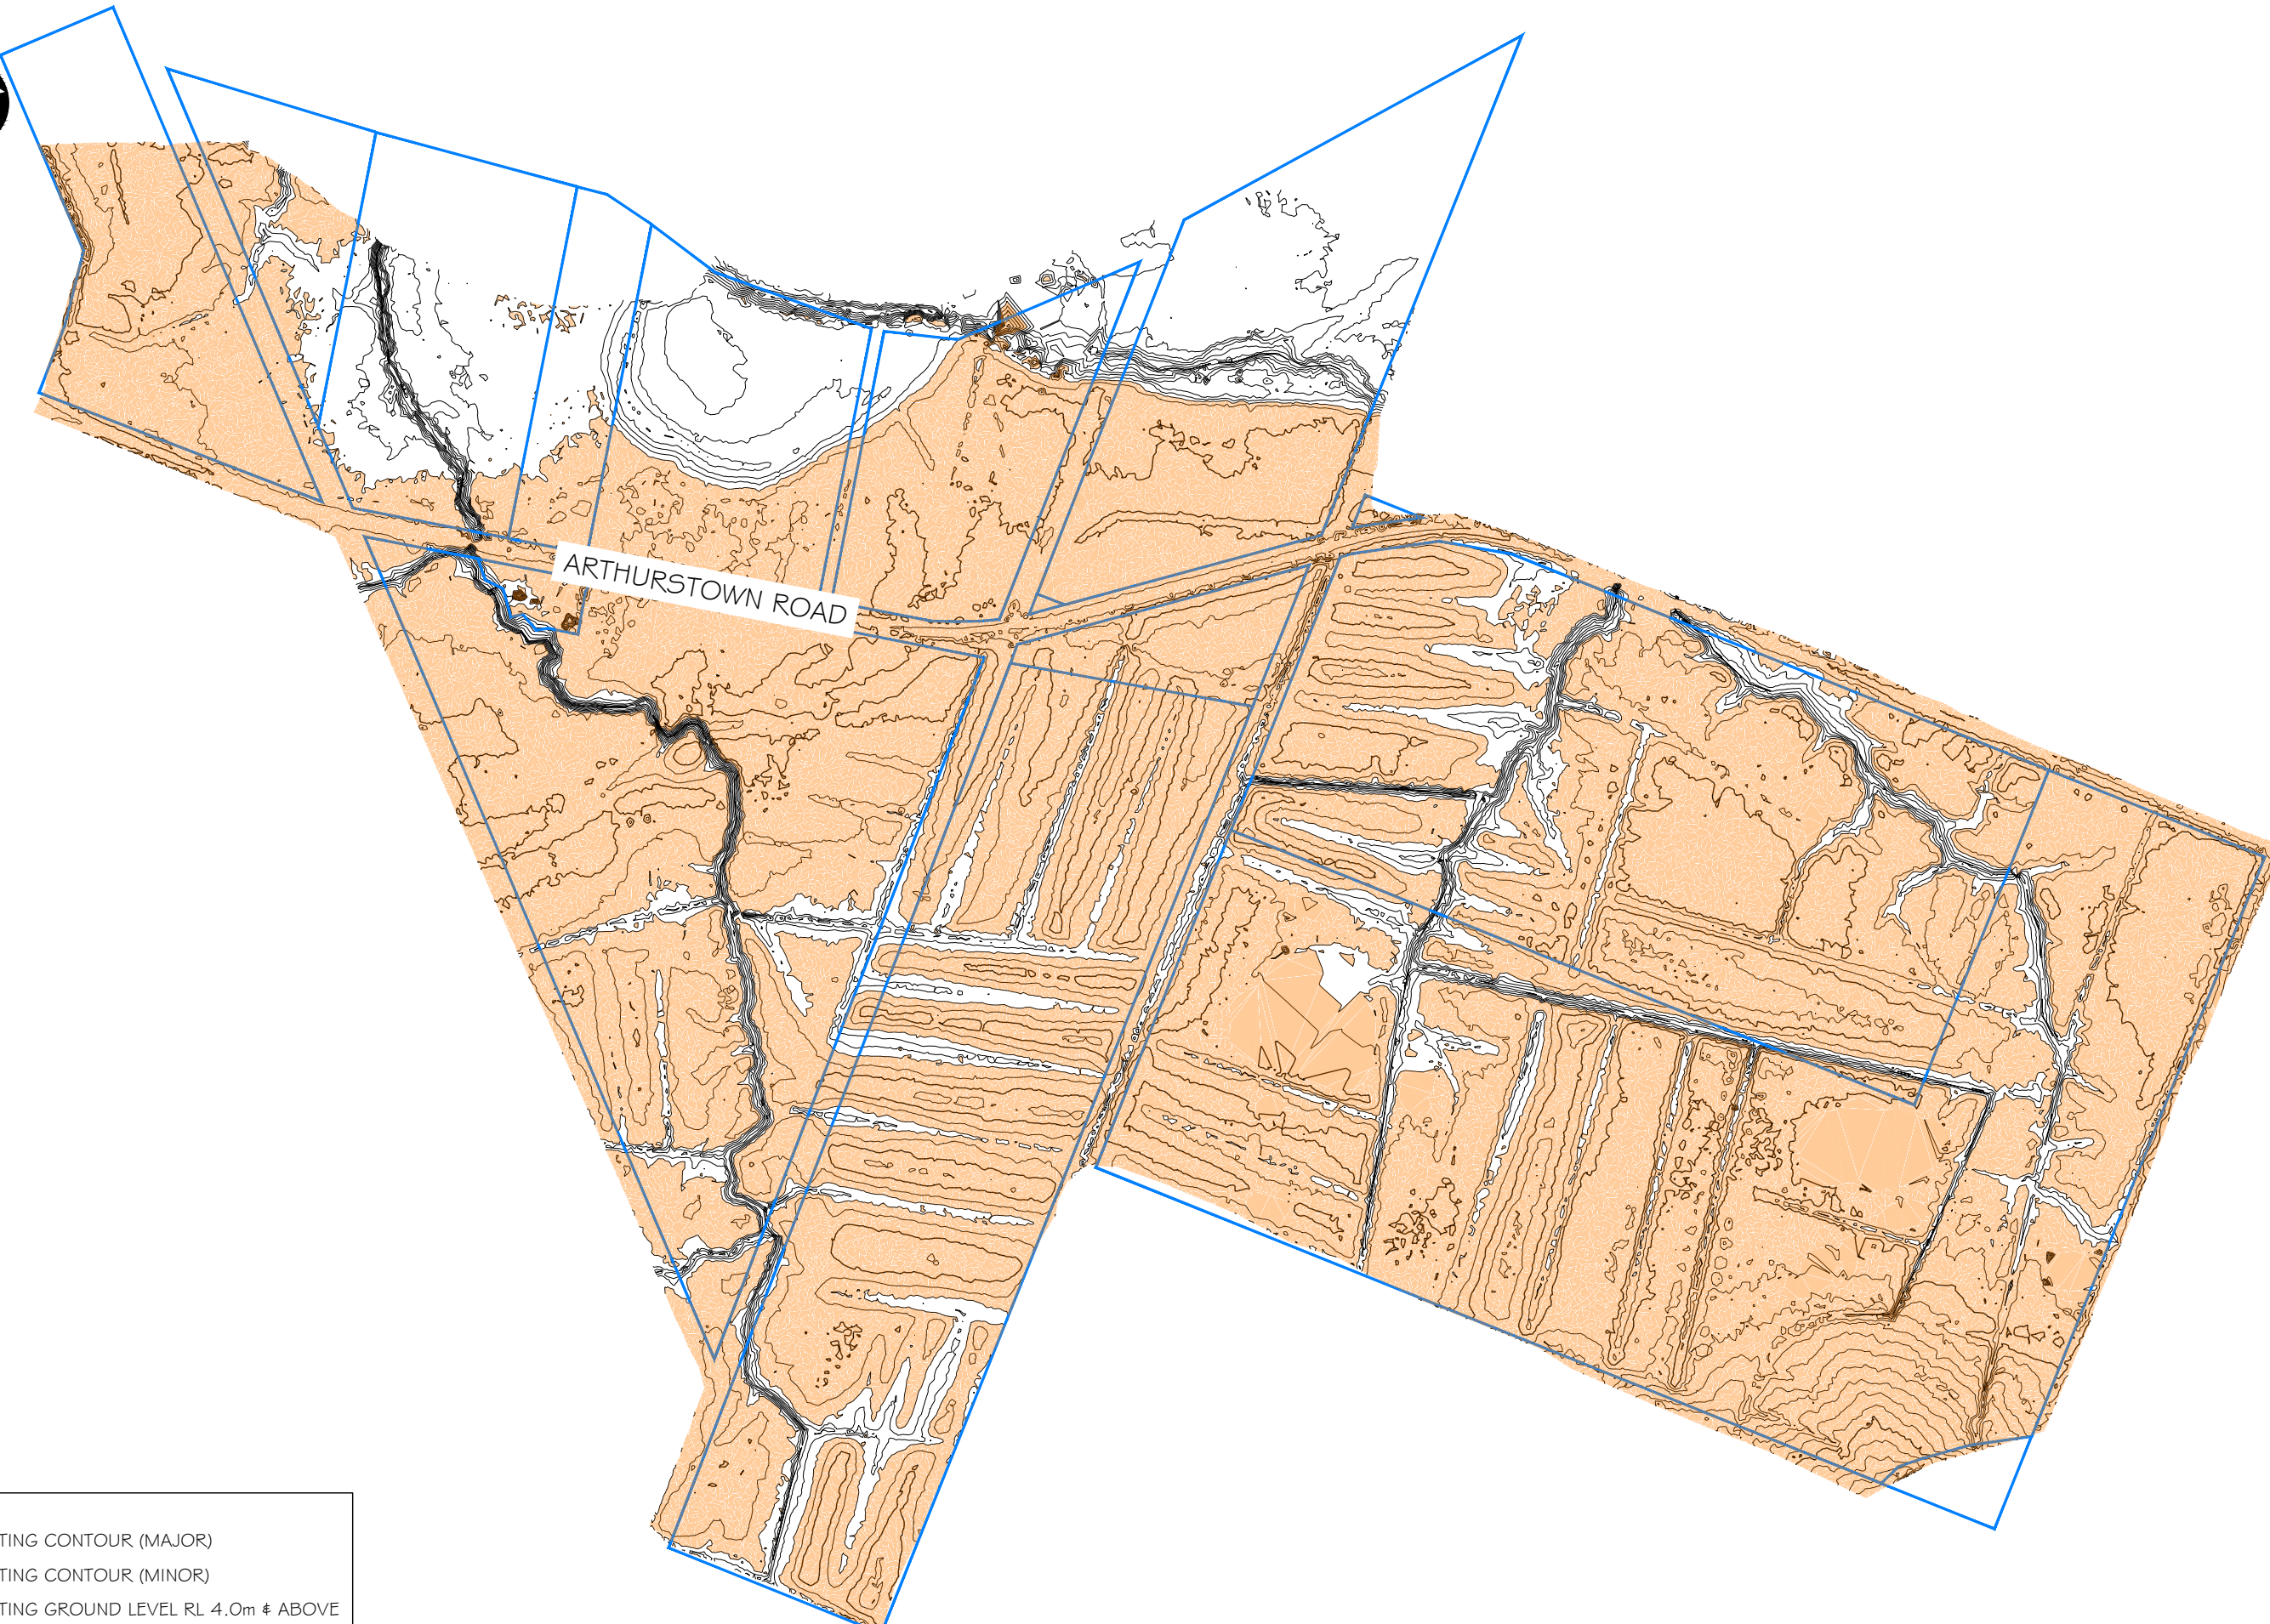 ARTHURSTOWN ROAD
TING CONTOUR (MAJOR)
TING CONTOUR (MINOR)
TING GROUND LEVEL RL 4.0m & ABOVE